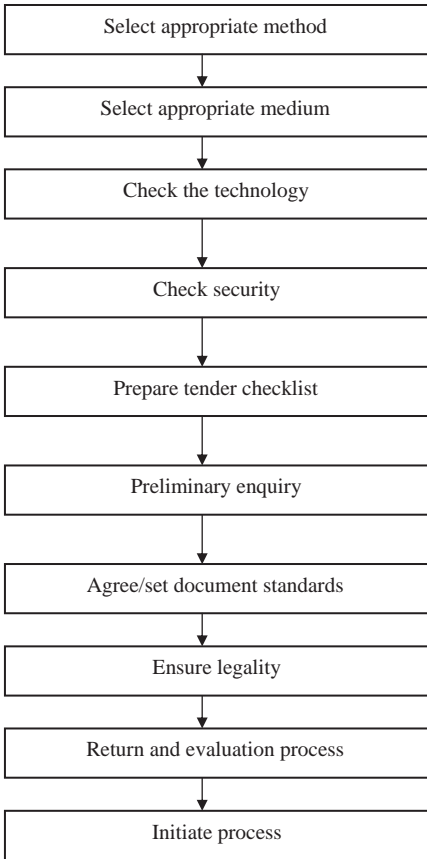 Select appropriate method
Select appropriate medium
Check the technology
Check security
Prepare tender checklist
Preliminary enquiry
Agree/set document standards
Ensure legality
Return and evaluation process
Initiate process